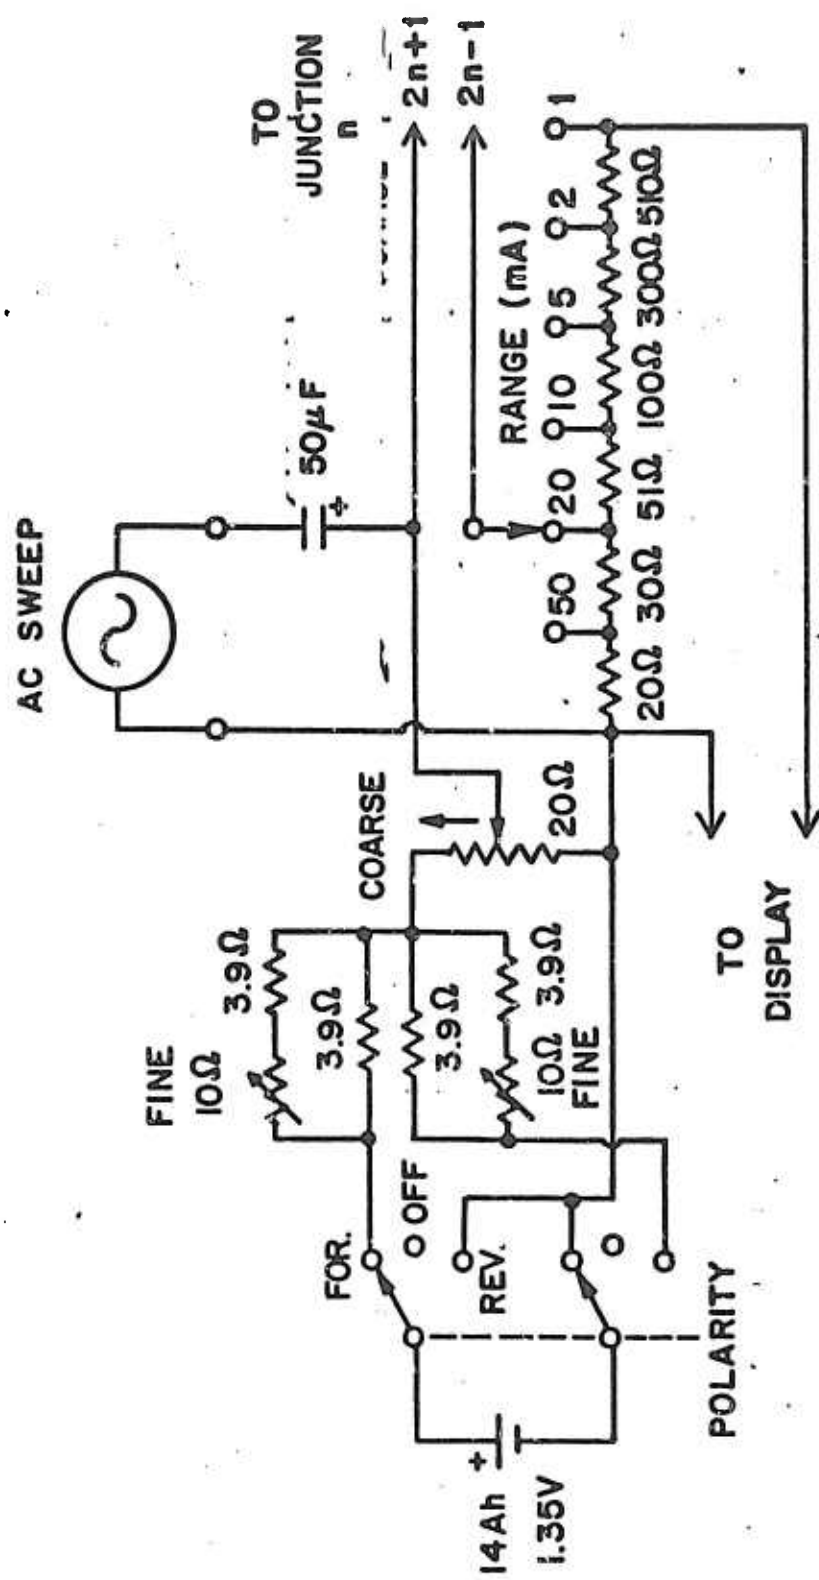 AC SWEEP
50µF
+
TO
JUNCTION
n
2n+1
2n-1
RANGE (mA)
50
20
10
5
2
1
20Ω
30Ω
51Ω
100Ω
300Ω
510Ω
COARSE
20Ω
FINE
10Ω
3.9Ω
3.9Ω
3.9Ω
3.9Ω
10Ω
FINE
FOR.
OFF
REV.
POLARITY
+
14Ah
1.35V
TO
DISPLAY